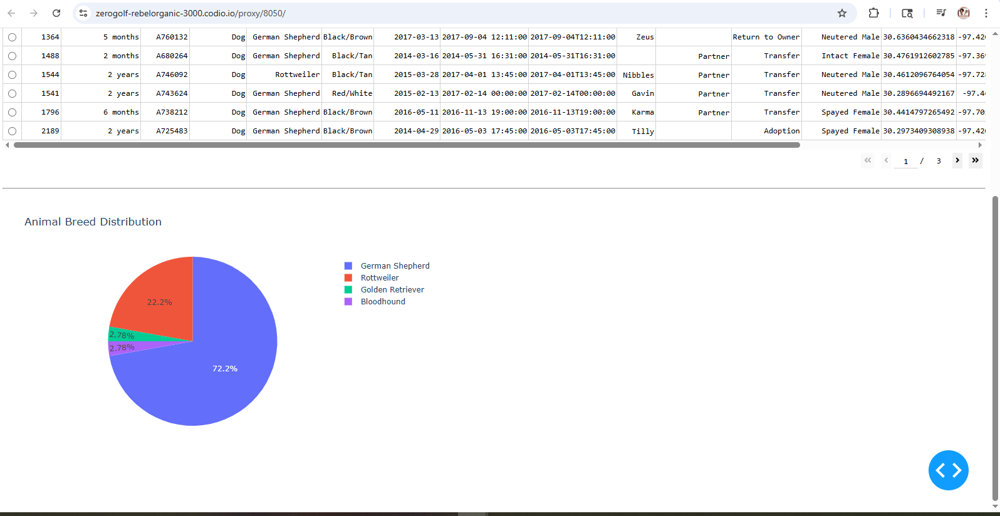 zerogolf-rebelorganic-3000.codio.io/proxy/8050/
1364 5 months A760132 Dog German Shepherd Black/Brown 2017-03-13 2017-09-04 12:11:00 2017-09-04T12:11:00 Zeus Return to Owner Neutered Male 30.6360434662318 -97.420
1488 2 months A680264 Dog German Shepherd Black/Tan 2014-03-16 2014-05-31 16:31:00 2014-05-31T16:31:00 Partner Transfer Intact Female 30.4761912602785 -97.369
1544 2 years A746092 Dog Rottweiler Black/Tan 2015-03-28 2017-04-01 13:45:00 2017-04-01T13:45:00 Nibbles Partner Transfer Neutered Male 30.4612096764054 -97.728
1541 2 years A743624 Dog German Shepherd Red/White 2015-02-13 2017-02-14 00:00:00 2017-02-14T00:00:00 Gavin Partner Transfer Neutered Male 30.2896694492167 -97.46
1796 6 months A738212 Dog German Shepherd Black/Brown 2016-05-11 2016-11-13 19:00:00 2016-11-13T19:00:00 Karma Partner Transfer Spayed Female 30.4414797265492 -97.70
2189 2 years A725483 Dog German Shepherd Black/Brown 2014-04-29 2016-05-03 17:45:00 2016-05-03T17:45:00 Tilly Adoption Spayed Female 30.2973409308938 -97.420
1 / 3
Animal Breed Distribution
German Shepherd
Rottweiler
Golden Retriever
Bloodhound
22.2%
2.78%
2.78%
72.2%